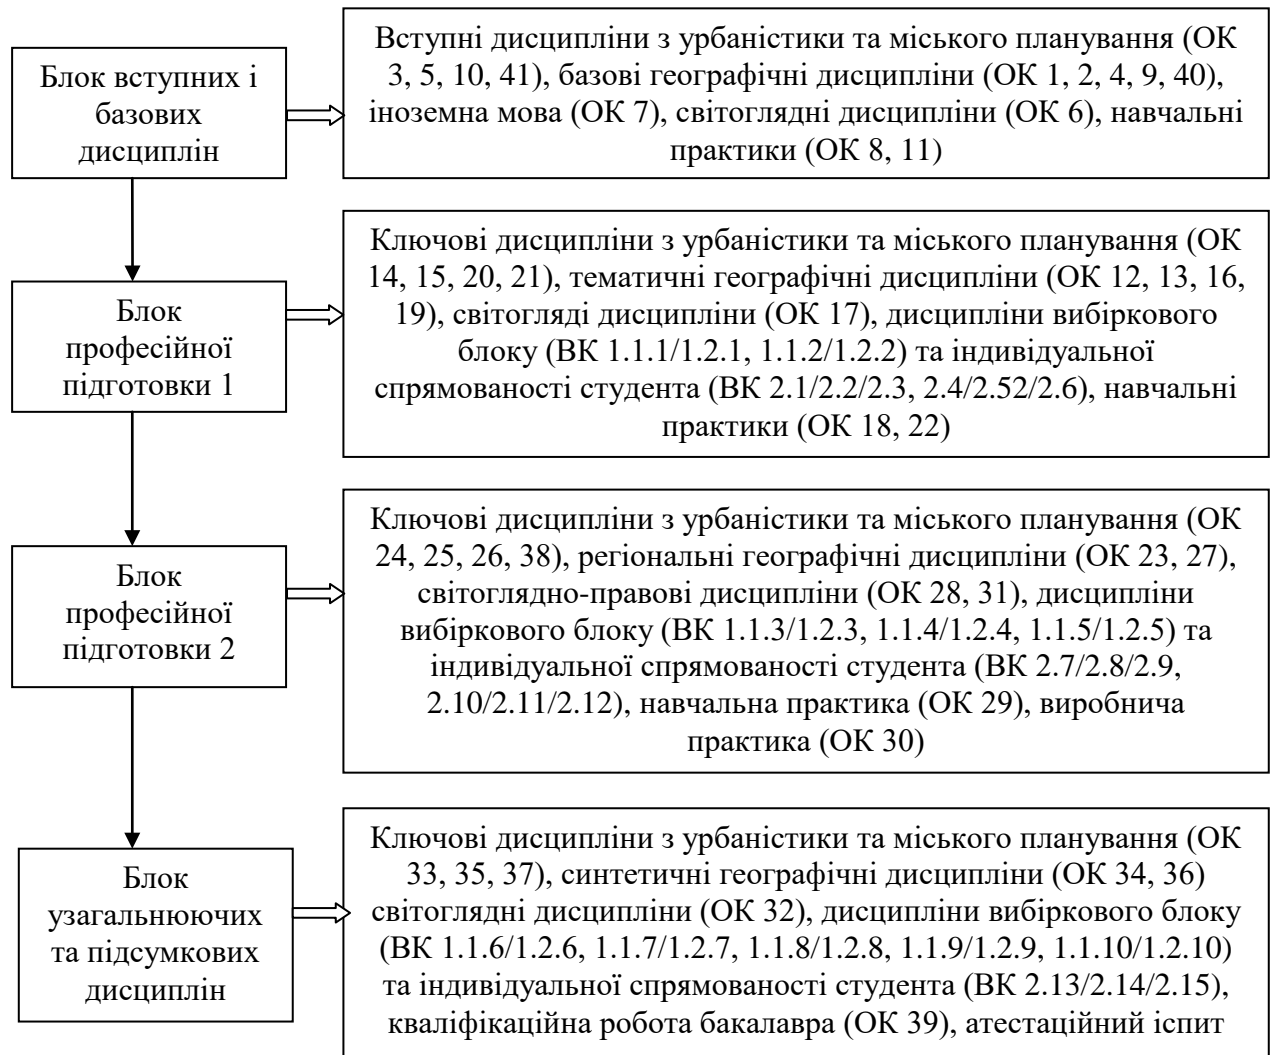 Блок вступних і
базових
дисциплін
Вступні дисципліни з урбаністики та міського планування (ОК
3, 5, 10, 41), базові географічні дисципліни (ОК 1, 2, 4, 9, 40),
іноземна мова (ОК 7), світоглядні дисципліни (ОК 6), навчальні
практики (ОК 8, 11)
Блок
професійної
підготовки 1
Ключові дисципліни з урбаністики та міського планування (ОК
14, 15, 20, 21), тематичні географічні дисципліни (ОК 12, 13, 16,
19), світогляді дисципліни (ОК 17), дисципліни вибіркового
блоку (ВК 1.1.1/1.2.1, 1.1.2/1.2.2) та індивідуальної
спрямованості студента (ВК 2.1/2.2/2.3, 2.4/2.52/2.6), навчальні
практики (ОК 18, 22)
Блок
професійної
підготовки 2
Ключові дисципліни з урбаністики та міського планування (ОК
24, 25, 26, 38), регіональні географічні дисципліни (ОК 23, 27),
світоглядно-правові дисципліни (ОК 28, 31), дисципліни
вибіркового блоку (ВК 1.1.3/1.2.3, 1.1.4/1.2.4, 1.1.5/1.2.5) та
індивідуальної спрямованості студента (ВК 2.7/2.8/2.9,
2.10/2.11/2.12), навчальна практика (ОК 29), виробнича
практика (ОК 30)
Блок
узагальнюючих
та підсумкових
дисциплін
Ключові дисципліни з урбаністики та міського планування (ОК
33, 35, 37), синтетичні географічні дисципліни (ОК 34, 36)
світоглядні дисципліни (ОК 32), дисципліни вибіркового блоку
(ВК 1.1.6/1.2.6, 1.1.7/1.2.7, 1.1.8/1.2.8, 1.1.9/1.2.9, 1.1.10/1.2.10)
та індивідуальної спрямованості студента (ВК 2.13/2.14/2.15),
кваліфікаційна робота бакалавра (ОК 39), атестаційний іспит